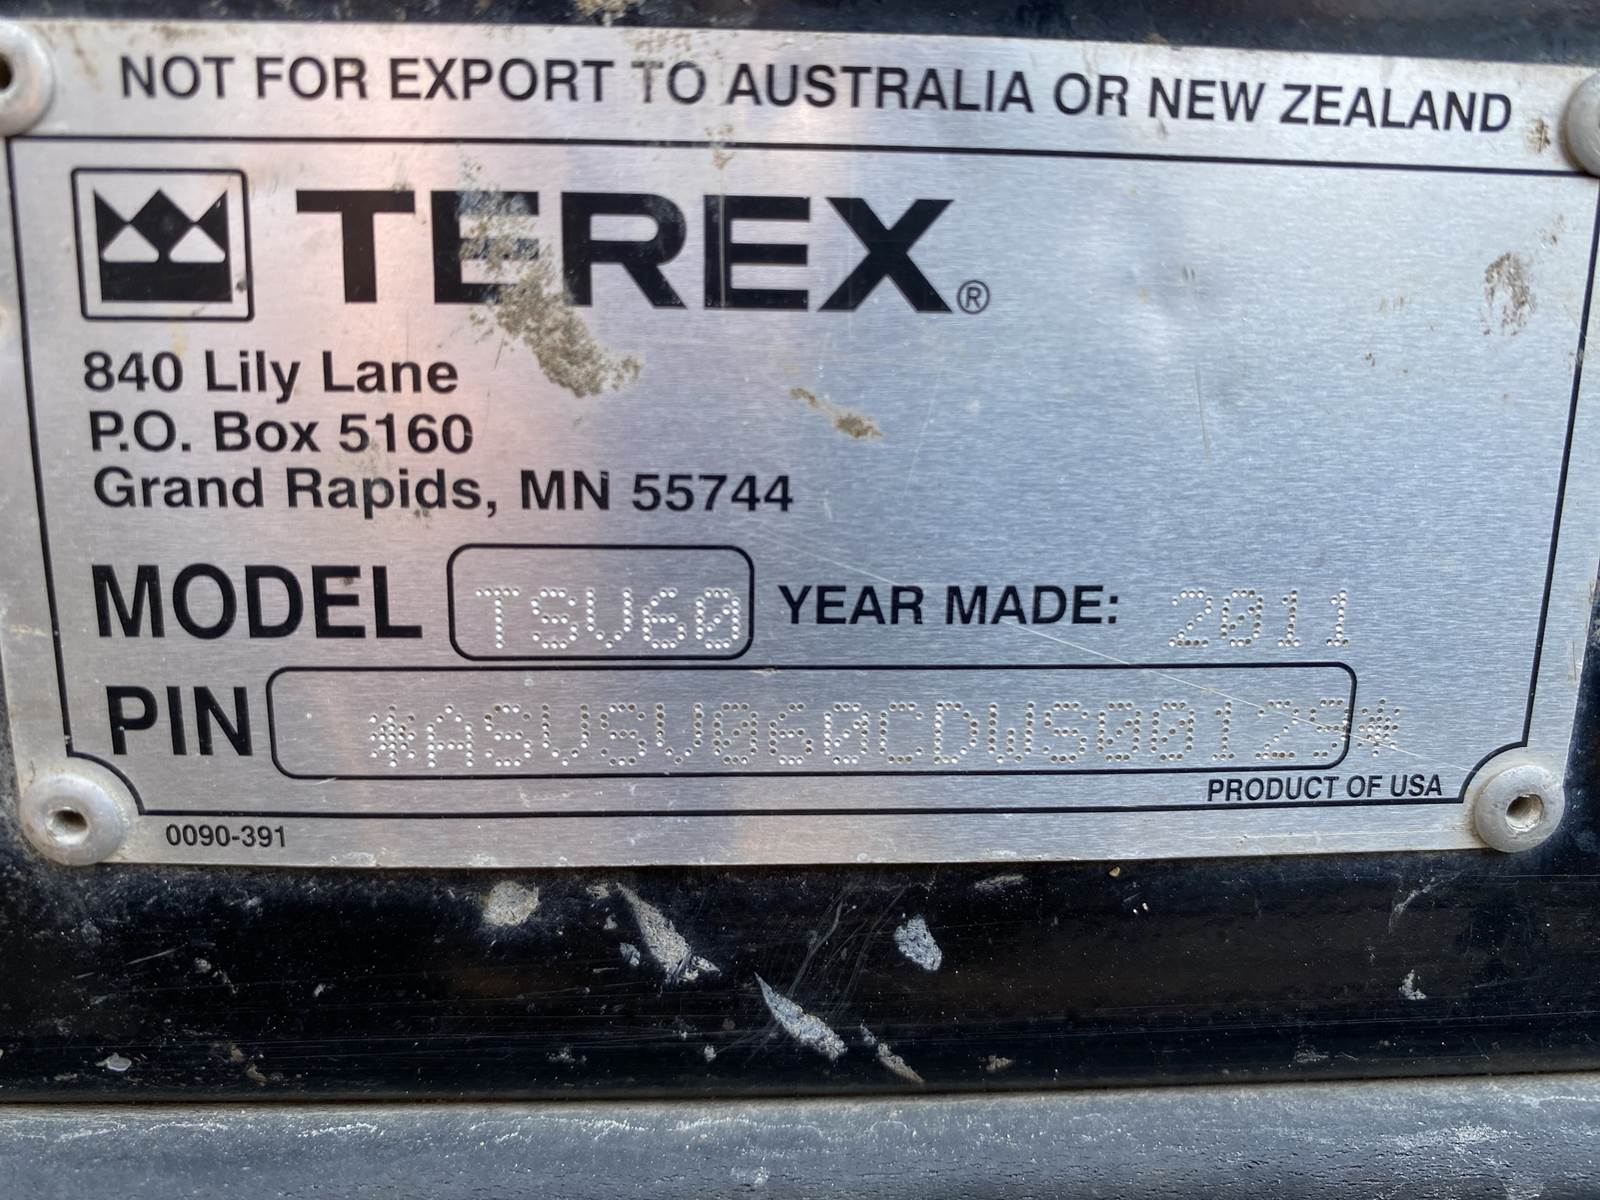 NOT FOR EXPORT TO AUSTRALIA OR NEW ZEALAND
TEREX®
840 Lily Lane
P.O. Box 5160
Grand Rapids, MN 55744
MODEL TSV60 YEAR MADE: 2011
PIN *ASVSV060CDWS00129*
PRODUCT OF USA
0090-391